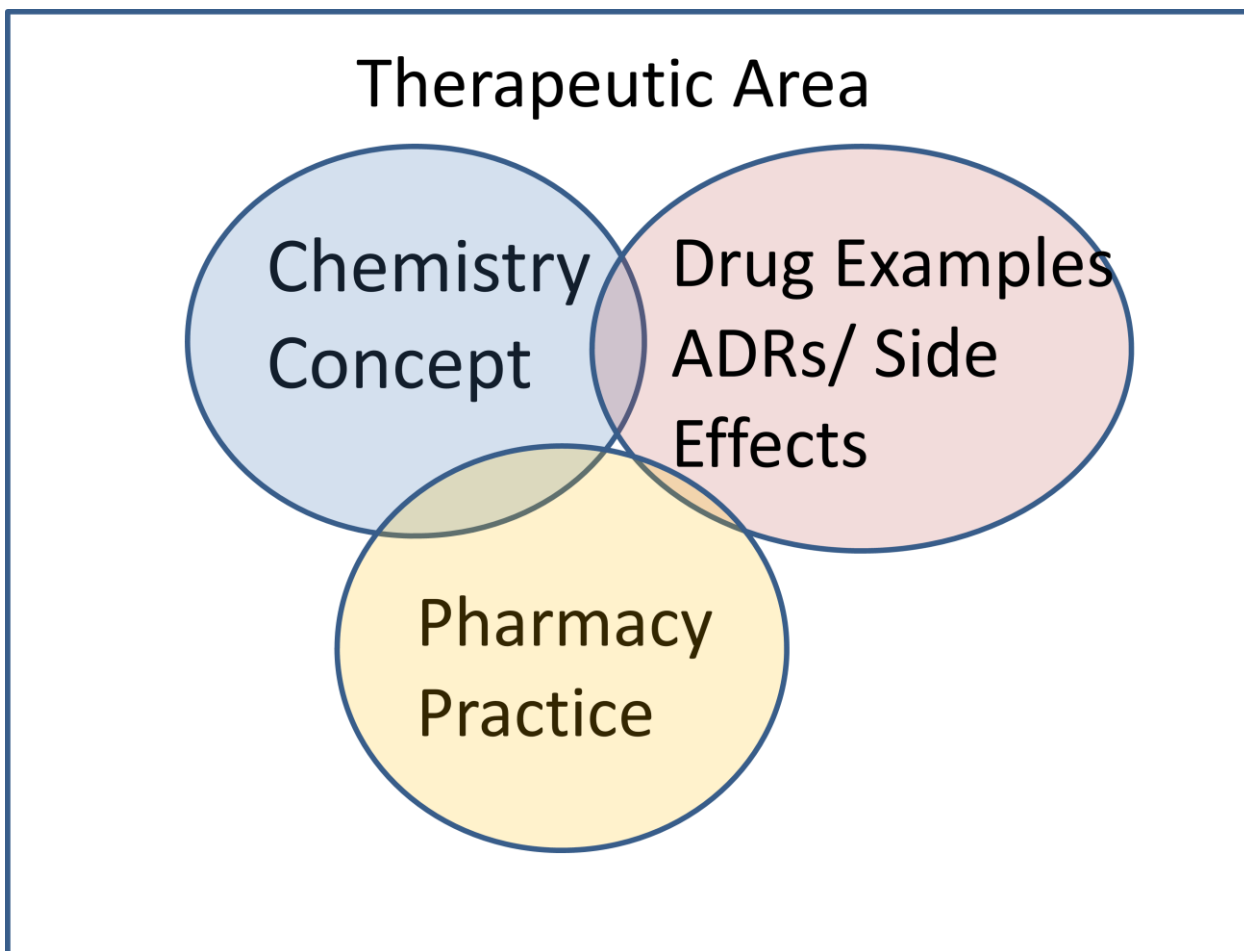 Therapeutic Area
Chemistry
Concept
Drug Examples
ADRs/ Side
Effects
Pharmacy
Practice